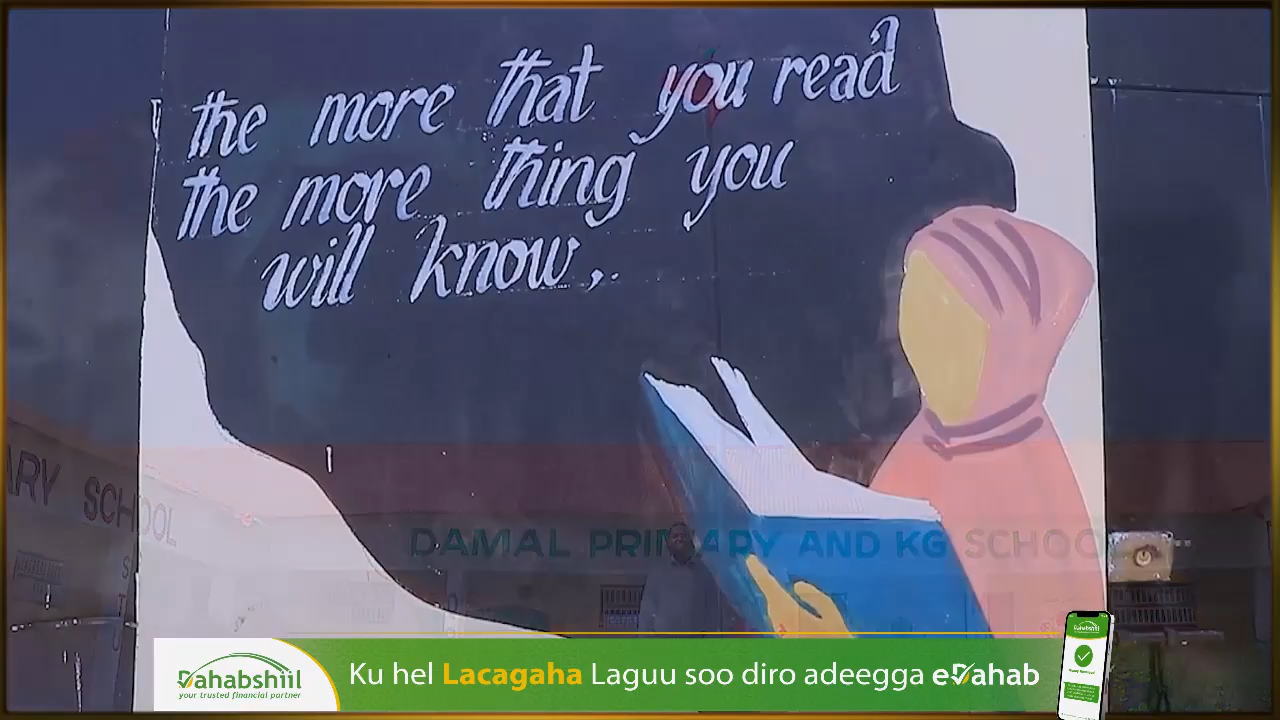 the more that you read
the more thing you
will know,.
ARY SCHOOL
DAMAL PRIMARY AND KG SCHOOL
Dahabshiil
your trusted financial partner
Ku hel Lacagaha Laguu soo diro adeegga eDahab
Dahabshiil